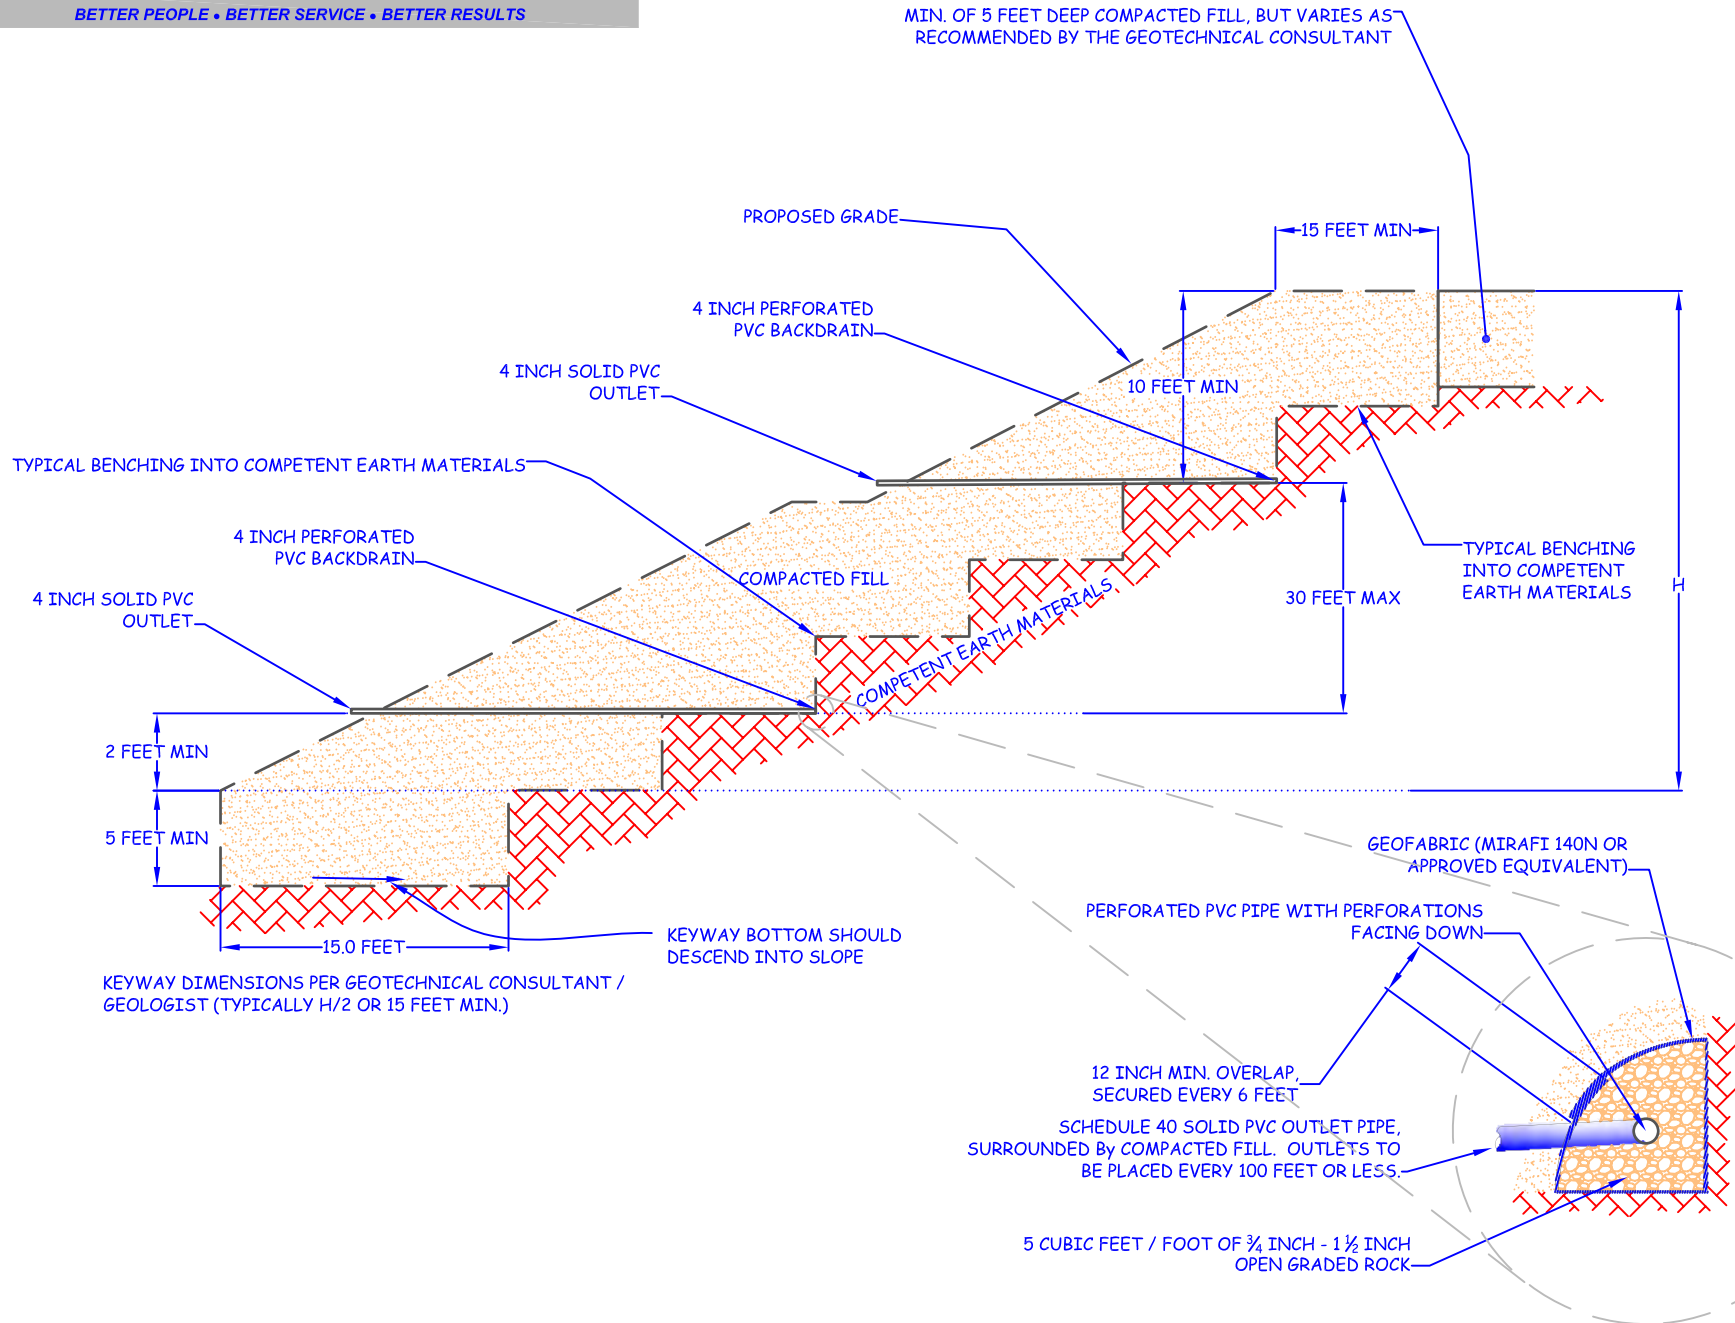 BETTER PEOPLE • BETTER SERVICE • BETTER RESULTS
MIN. OF 5 FEET DEEP COMPACTED FILL, BUT VARIES AS
RECOMMENDED BY THE GEOTECHNICAL CONSULTANT
PROPOSED GRADE
15 FEET MIN
4 INCH PERFORATED
PVC BACKDRAIN
4 INCH SOLID PVC
OUTLET
10 FEET MIN
TYPICAL BENCHING INTO COMPETENT EARTH MATERIALS
4 INCH PERFORATED
PVC BACKDRAIN
COMPACTED FILL
4 INCH SOLID PVC
OUTLET
TYPICAL BENCHING
INTO COMPETENT
EARTH MATERIALS
30 FEET MAX
H
COMPETENT EARTH MATERIALS
2 FEET MIN
5 FEET MIN
15.0 FEET
KEYWAY BOTTOM SHOULD
DESCEND INTO SLOPE
KEYWAY DIMENSIONS PER GEOTECHNICAL CONSULTANT /
GEOLOGIST (TYPICALLY H/2 OR 15 FEET MIN.)
GEOFABRIC (MIRAFI 140N OR
APPROVED EQUIVALENT)
PERFORATED PVC PIPE WITH PERFORATIONS
FACING DOWN
12 INCH MIN. OVERLAP,
SECURED EVERY 6 FEET
SCHEDULE 40 SOLID PVC OUTLET PIPE,
SURROUNDED By COMPACTED FILL. OUTLETS TO
BE PLACED EVERY 100 FEET OR LESS.
5 CUBIC FEET / FOOT OF ¾ INCH - 1 ½ INCH
OPEN GRADED ROCK